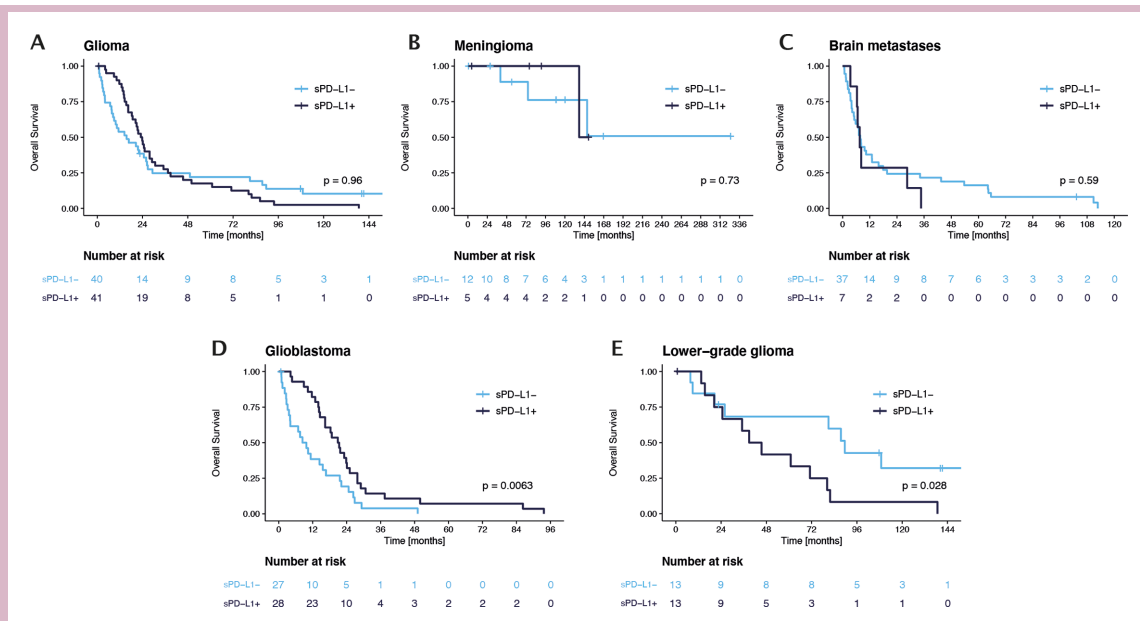 A Glioma
1.00
0.75
0.50
0.25
0.00
Overall Survival
sPD-L1-
sPD-L1+
p = 0.96
0 24 48 72 96 120 144
Time [months]
Number at risk
sPD-L1- 40 14 9 8 5 3 1
sPD-L1+ 41 19 8 5 1 1 0
B Meningioma
1.00
0.75
0.50
0.25
0.00
Overall Survival
sPD-L1-
sPD-L1+
p = 0.73
0 24 48 72 96 120 144 168 192 216 240 264 288 312 336
Time [months]
Number at risk
sPD-L1- 12 10 8 7 6 4 3 1 1 1 1 1 1 1 0
sPD-L1+ 5 4 4 4 2 2 1 0 0 0 0 0 0 0 0
C Brain metastases
1.00
0.75
0.50
0.25
0.00
Overall Survival
sPD-L1-
sPD-L1+
p = 0.59
0 12 24 36 48 60 72 84 96 108 120
Time [months]
Number at risk
sPD-L1- 37 14 9 8 7 6 3 3 3 2 0
sPD-L1+ 7 2 2 0 0 0 0 0 0 0 0
D Glioblastoma
1.00
0.75
0.50
0.25
0.00
Overall Survival
sPD-L1-
sPD-L1+
p = 0.0063
0 12 24 36 48 60 72 84 96
Time [months]
Number at risk
sPD-L1- 27 10 5 1 1 0 0 0 0
sPD-L1+ 28 23 10 4 3 2 2 2 0
E Lower-grade glioma
1.00
0.75
0.50
0.25
0.00
Overall Survival
sPD-L1-
sPD-L1+
p = 0.028
0 24 48 72 96 120 144
Time [months]
Number at risk
sPD-L1- 13 9 8 8 5 3 1
sPD-L1+ 13 9 5 3 1 1 0